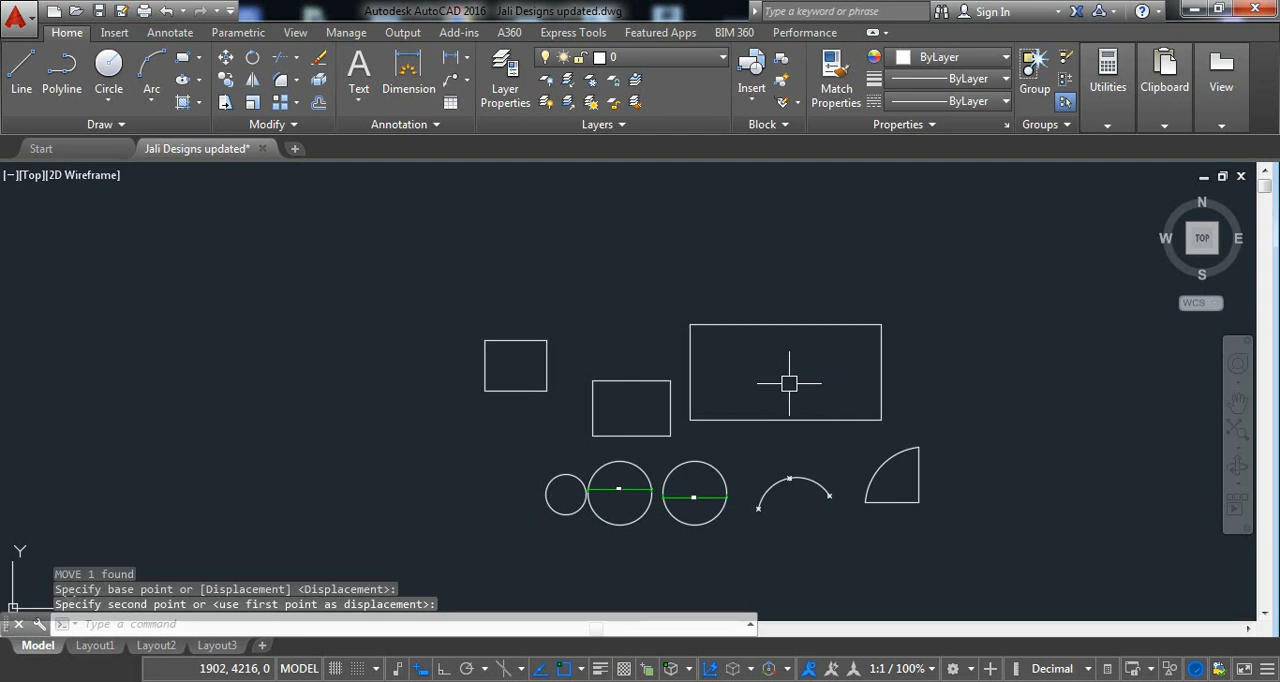 Autodesk AutoCAD 2016 Jali Designs updated.dwg
Type a keyword or phrase
Sign In
Home Insert Annotate Parametric View Manage Output Add-ins A360 Express Tools Featured Apps BIM 360 Performance
Line Polyline Circle Arc
Text Dimension
Layer Properties
0
Insert
Match Properties
ByLayer
ByLayer
ByLayer
Group
Utilities Clipboard View
Draw Modify Annotation Layers Block Properties Groups
Start Jali Designs updated*
[−][Top][2D Wireframe]
N
W TOP E
S
WCS
Y
MOVE 1 found
Specify base point or [Displacement] <Displacement>:
Specify second point or <use first point as displacement>:
Type a command
Model Layout1 Layout2 Layout3
1902, 4216, 0 MODEL 1:1 / 100% Decimal